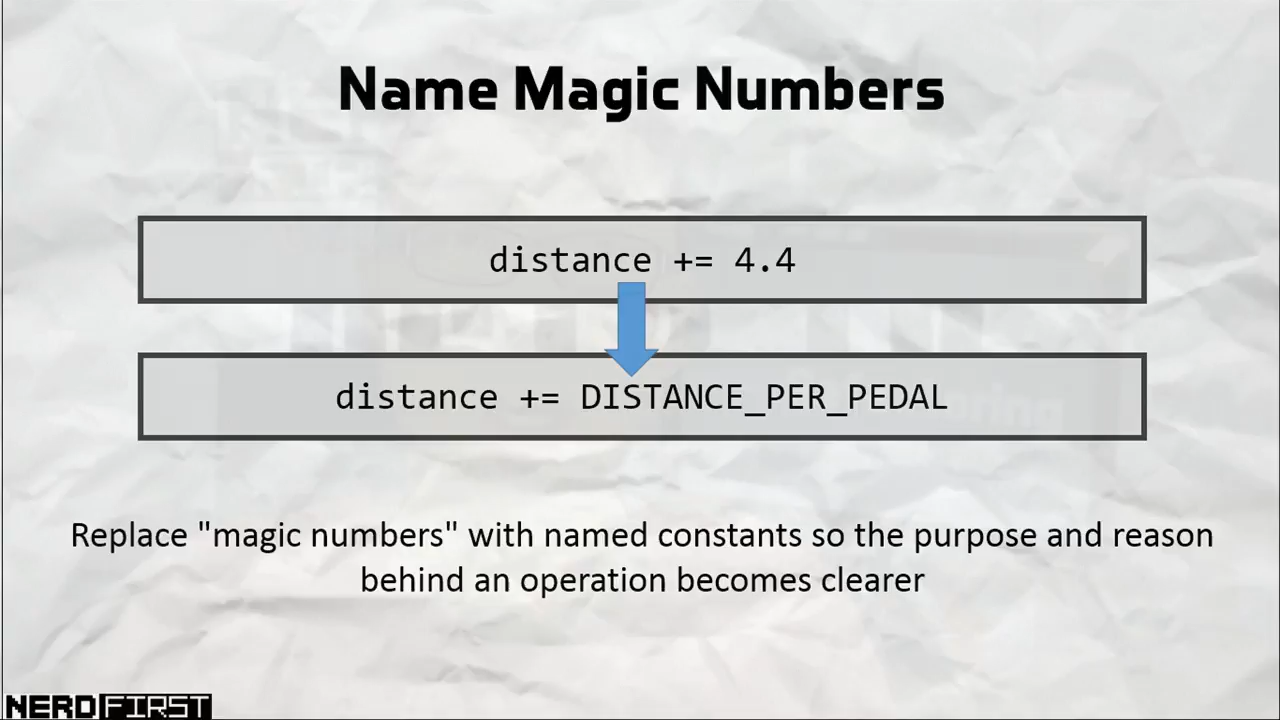 Name Magic Numbers
distance += 4.4
distance += DISTANCE_PER_PEDAL
Replace "magic numbers" with named constants so the purpose and reason
behind an operation becomes clearer
NERDFIRST